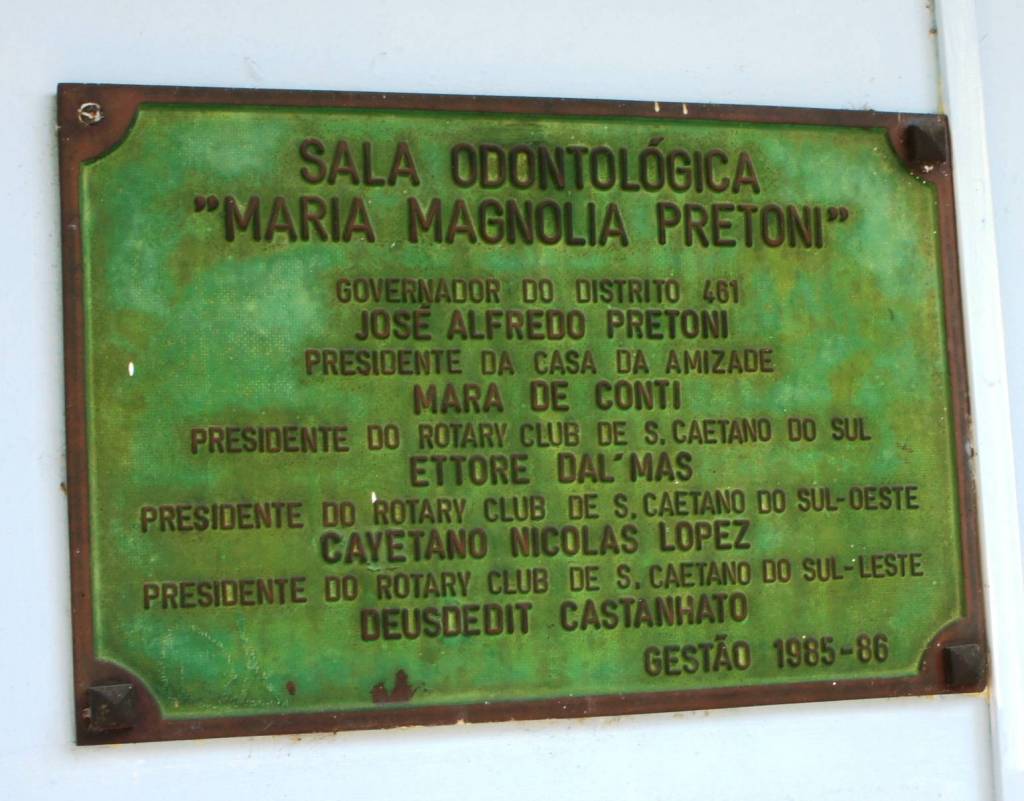 SALA ODONTOLÓGICA
"MARIA MAGNOLIA PRETONI"
GOVERNADOR DO DISTRITO 461
JOSÉ ALFREDO PRETONI
PRESIDENTE DA CASA DA AMIZADE
MARA DE CONTI
PRESIDENTE DO ROTARY CLUB DE S. CAETANO DO SUL
ETTORE DAL´MAS
PRESIDENTE DO ROTARY CLUB DE S. CAETANO DO SUL-OESTE
CAYETANO NICOLAS LOPEZ
PRESIDENTE DO ROTARY CLUB DE S. CAETANO DO SUL-LESTE
DEUSDEDIT CASTANHATO
GESTÃO 1985-86